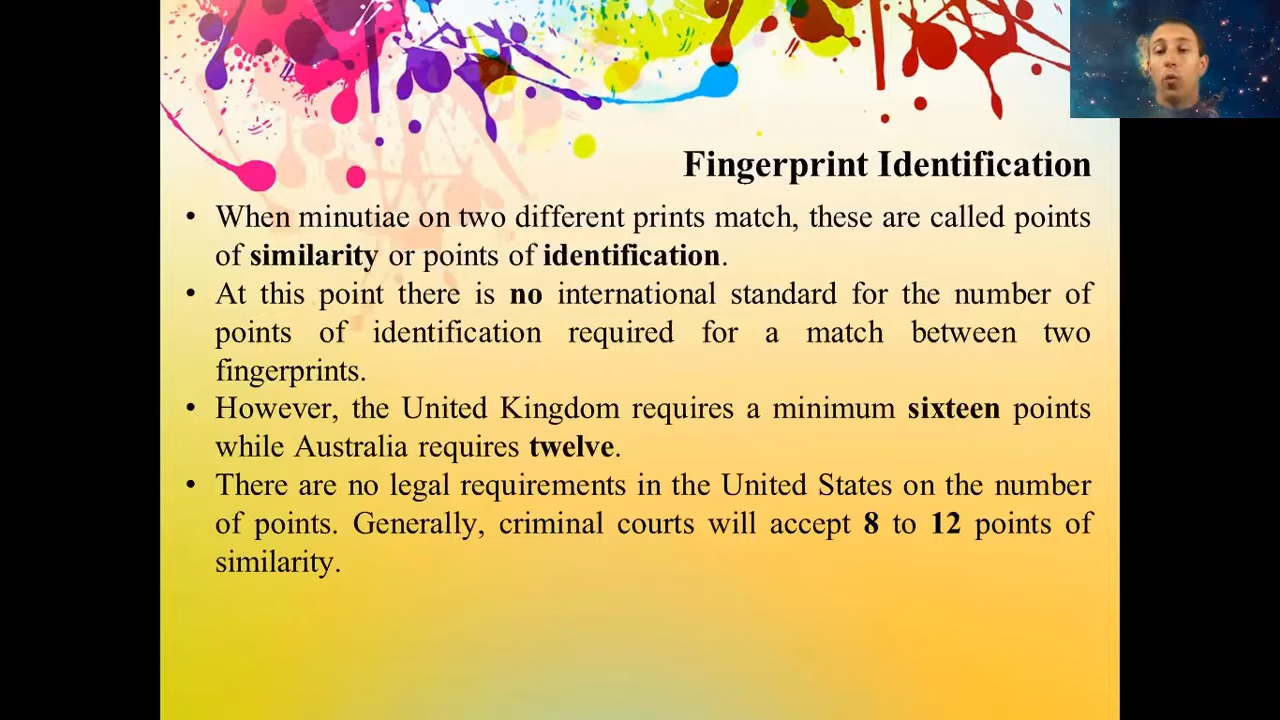 Fingerprint Identification
• When minutiae on two different prints match, these are called points
of similarity or points of identification.
• At this point there is no international standard for the number of
points of identification required for a match between two
fingerprints.
• However, the United Kingdom requires a minimum sixteen points
while Australia requires twelve.
• There are no legal requirements in the United States on the number
of points. Generally, criminal courts will accept 8 to 12 points of
similarity.